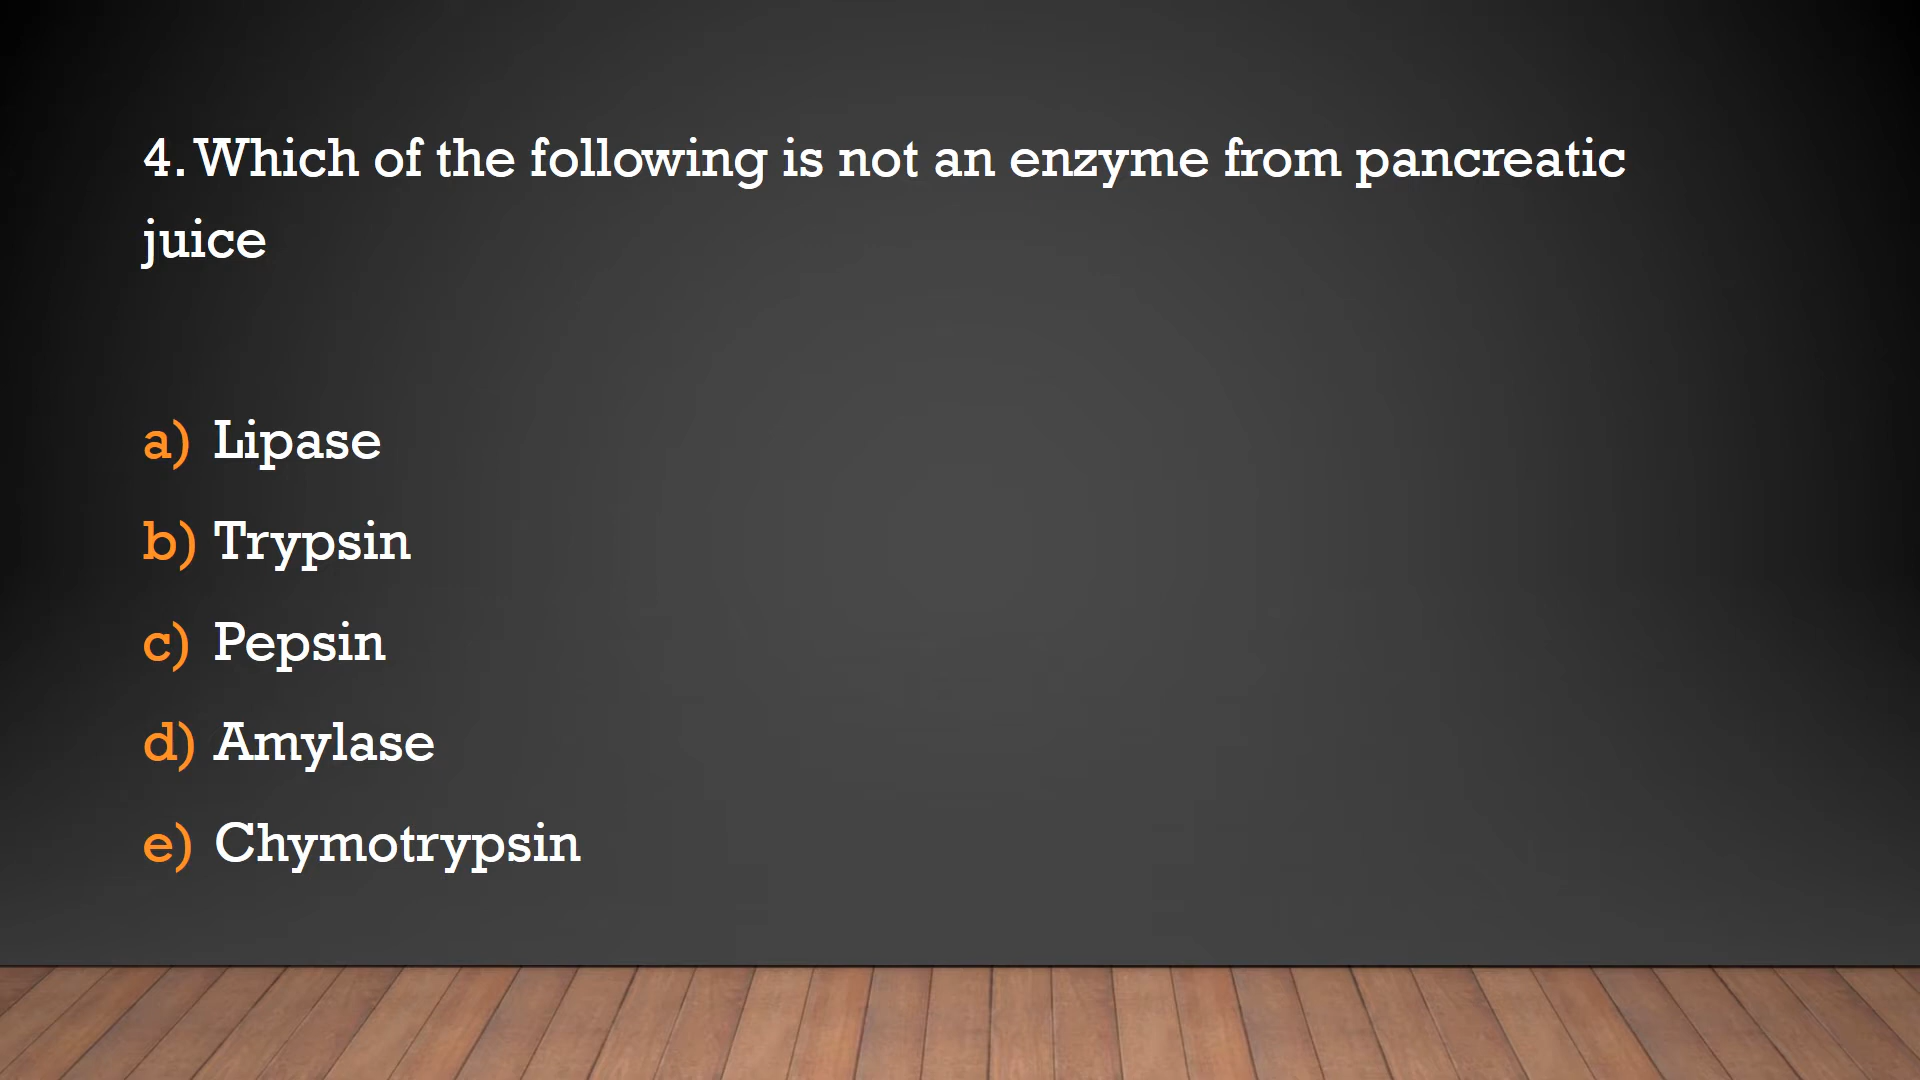 4. Which of the following is not an enzyme from pancreatic
juice
a) Lipase
b) Trypsin
c) Pepsin
d) Amylase
e) Chymotrypsin